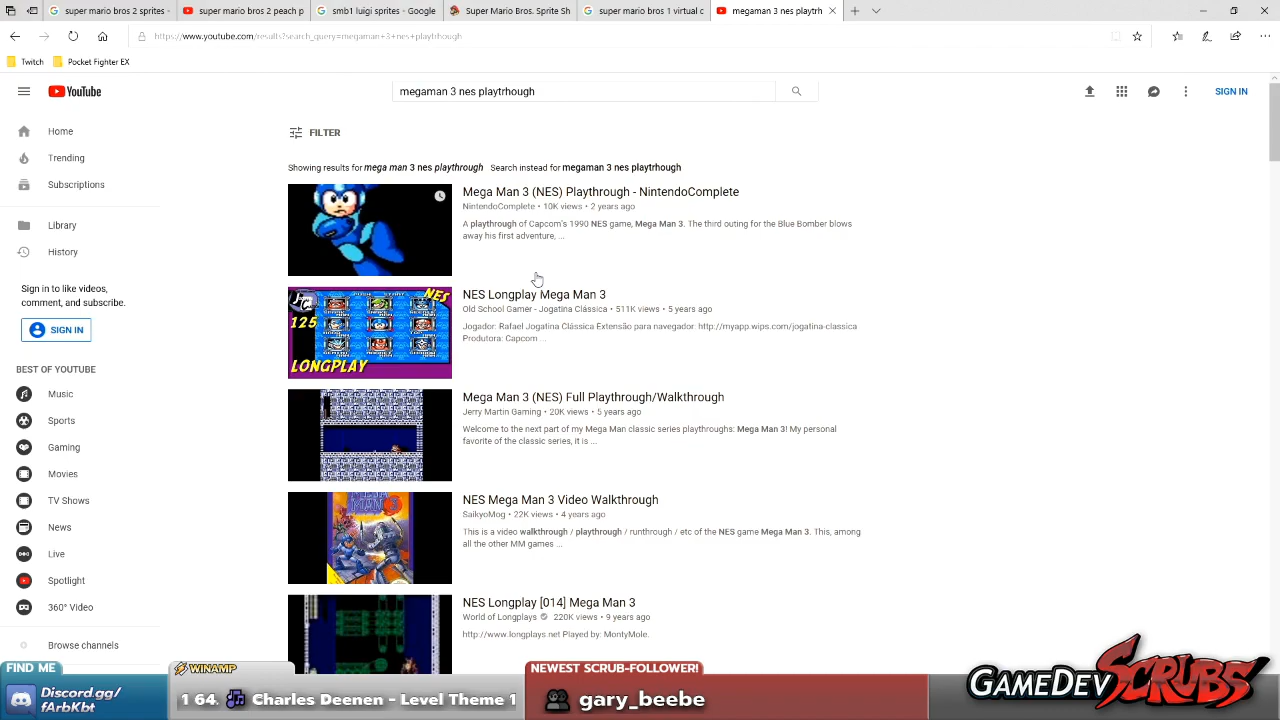 super mario bros 2 sprites -
super mario bros 2 peach p
smb1 luigi sprites - Google
Super Mario Bros. Sprite Sh
super mario bros 1 virtual c
megaman 3 nes playtrh
https://www.youtube.com/results?search_query=megaman+3+nes+playtrhough
Twitch
Pocket Fighter EX
YouTube
megaman 3 nes playtrhough
SIGN IN
Home
Trending
Subscriptions
Library
History
Sign in to like videos,
comment, and subscribe.
SIGN IN
BEST OF YOUTUBE
Music
Sports
Gaming
Movies
TV Shows
News
Live
Spotlight
360° Video
Browse channels
FILTER
Showing results for mega man 3 nes playthrough Search instead for megaman 3 nes playtrhough
Mega Man 3 (NES) Playthrough - NintendoComplete
NintendoComplete • 10K views • 2 years ago
A playthrough of Capcom's 1990 NES game, Mega Man 3. The third outing for the Blue Bomber blows
away his first adventure, ...
NES
125
LONGPLAY
NES Longplay Mega Man 3
Old School Gamer - Jogatina Clássica • 511K views • 5 years ago
Jogador: Rafael Jogatina Clássica Extensão para navegador: http://myapp.wips.com/jogatina-classica
Produtora: Capcom ...
Mega Man 3 (NES) Full Playthrough/Walkthrough
Jerry Martin Gaming • 20K views • 5 years ago
Welcome to the next part of my Mega Man classic series playthroughs: Mega Man 3! My personal
favorite of the classic series, it is ...
NES Mega Man 3 Video Walkthrough
SaikyoMog • 22K views • 4 years ago
This is a video walkthrough / playthrough / runthrough / etc of the NES game Mega Man 3. This, among
all the other MM games ...
NES Longplay [014] Mega Man 3
World of Longplays • 220K views • 9 years ago
http://www.longplays.net Played by: MontyMole.
FIND ME
Discord.gg/
fArbKbt
WINAMP
1 64. Charles Deenen - Level Theme 1
NEWEST SCRUB-FOLLOWER!
gary_beebe
GAMEDEV SCRUBS